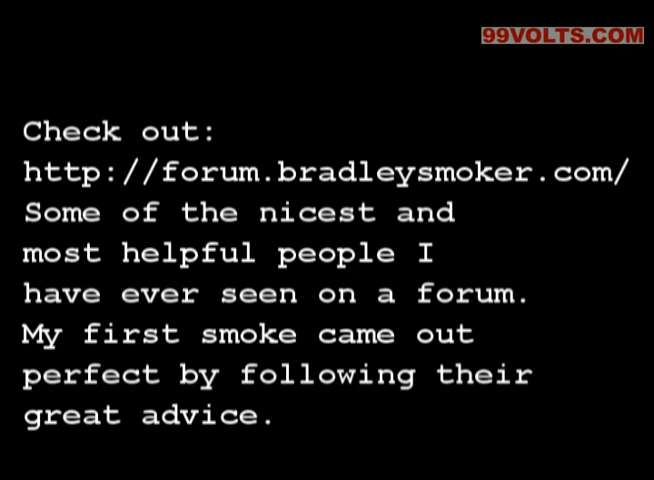 99VOLTS.COM
Check out:
http://forum.bradleysmoker.com/
Some of the nicest and
most helpful people I
have ever seen on a forum.
My first smoke came out
perfect by following their
great advice.